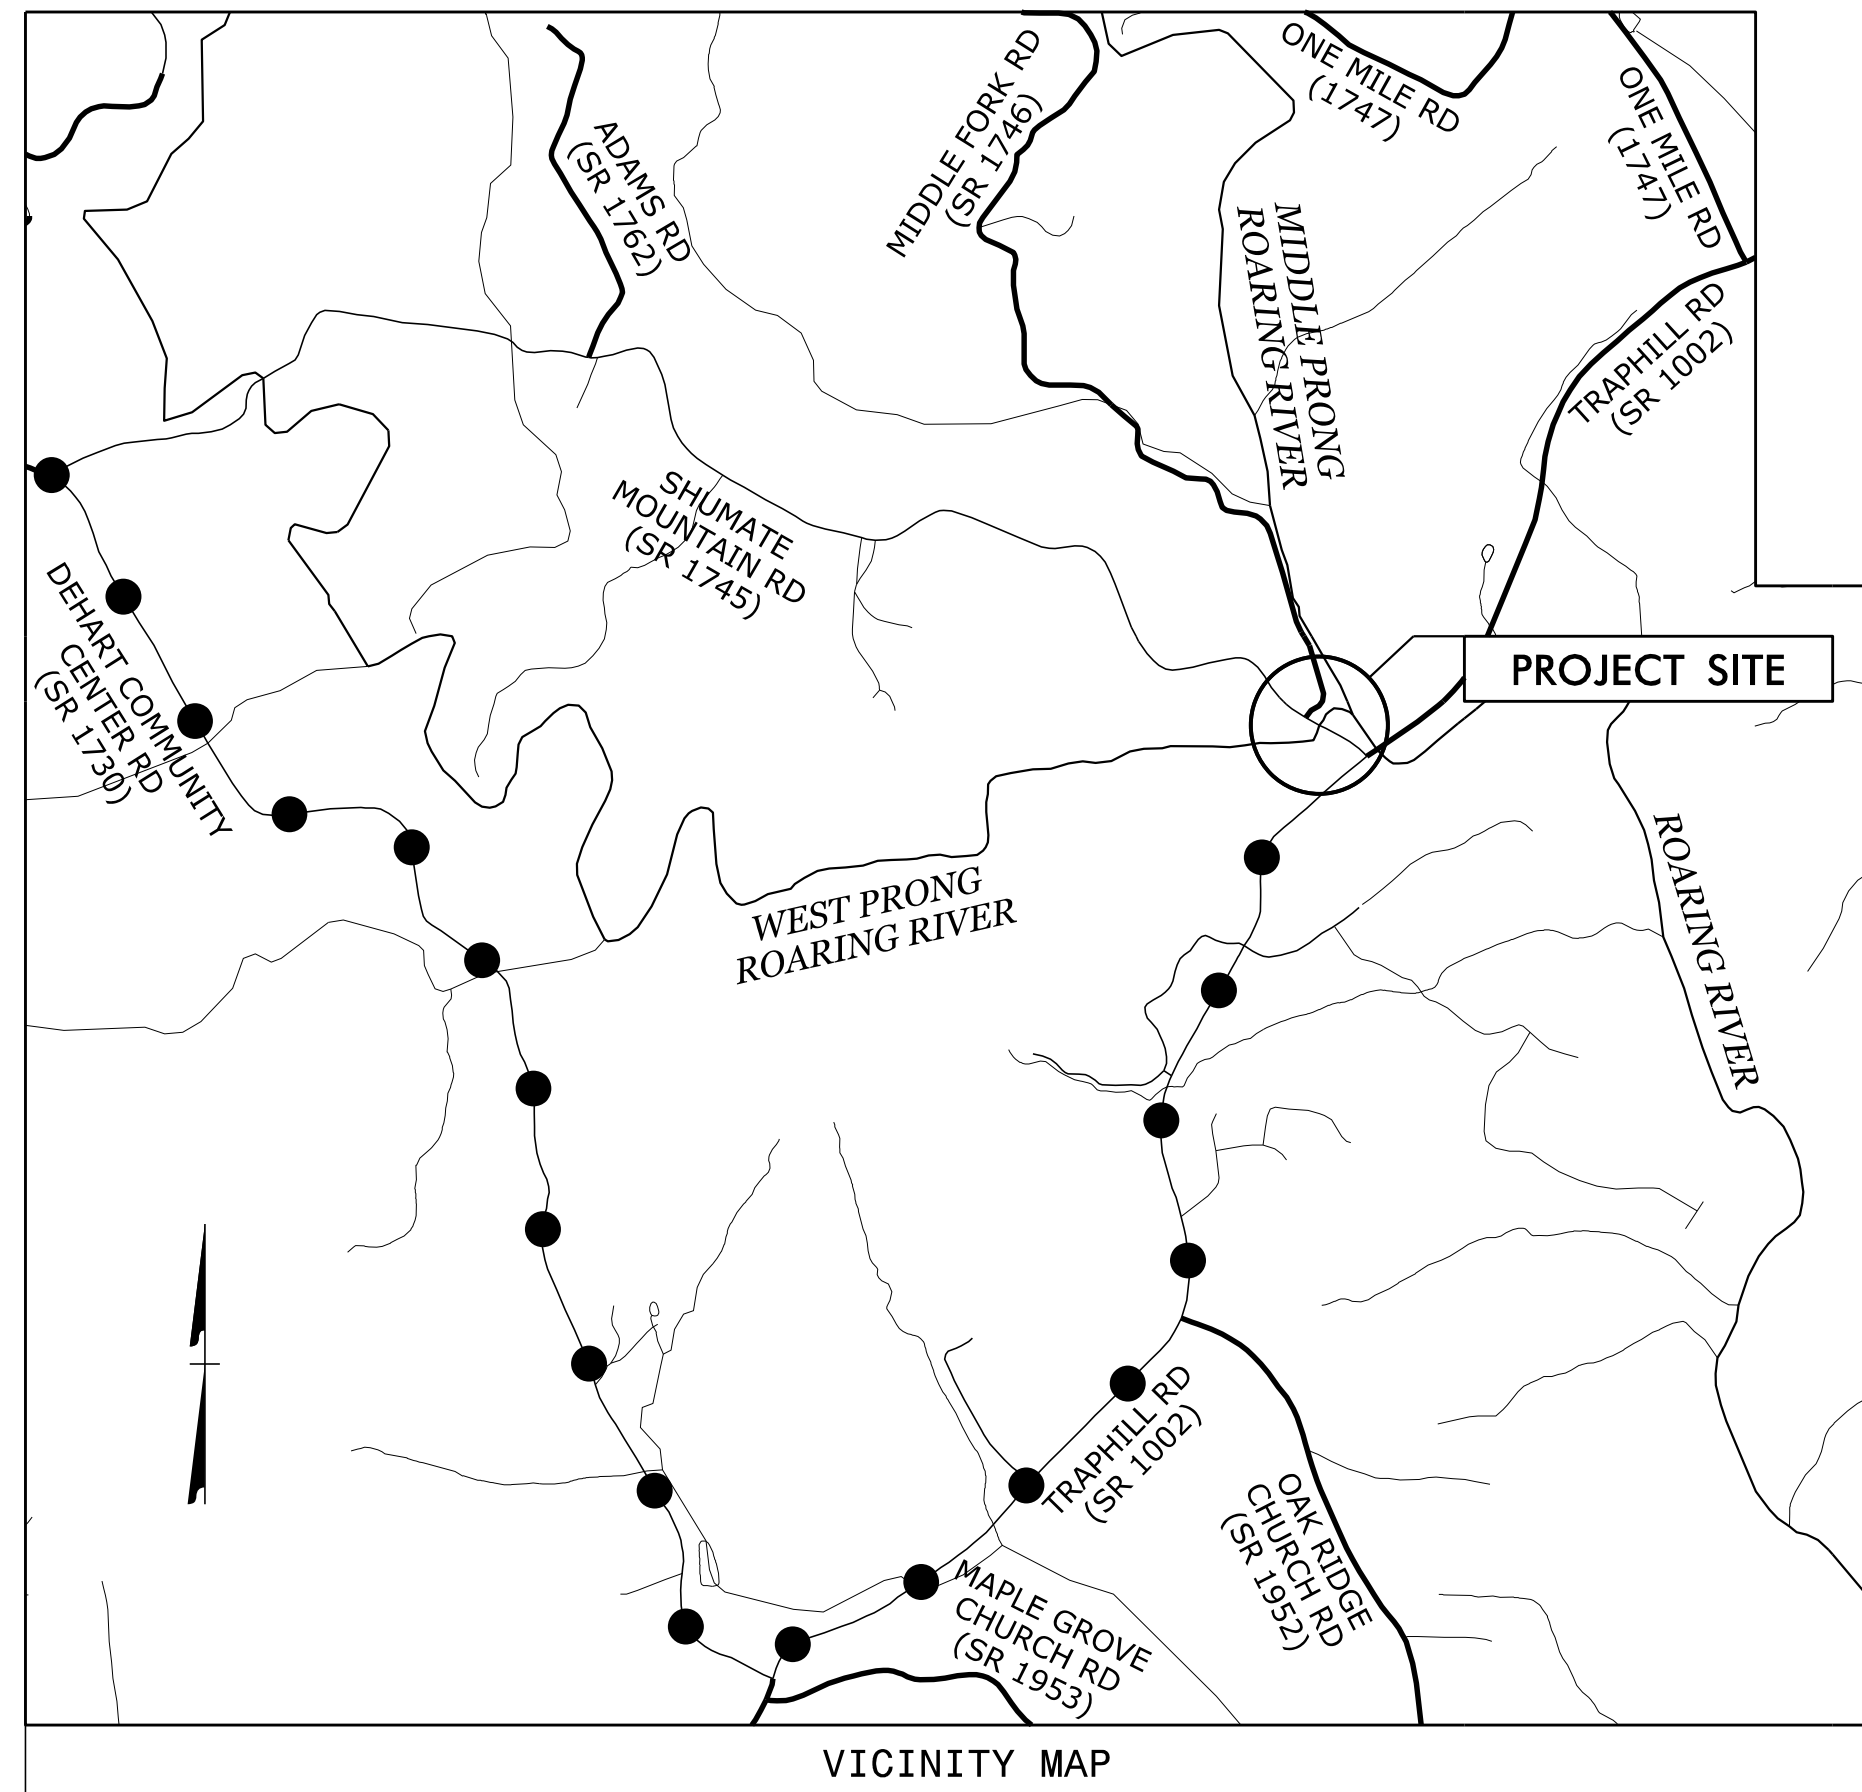 ONE MILE RD
(1747)
MIDDLE FORK RD
(SR 1746)
ONE MILE RD
(1747)
ADAMS RD
(SR 1762)
MIDDLE PRONG
ROARING RIVER
TRAPHILL RD
(SR 1002)
SHUMATE
MOUNTAIN RD
(SR 1745)
DEHART COMMUNITY
CENTER RD
(SR 1730)
PROJECT SITE
WEST PRONG
ROARING RIVER
ROARING RIVER
TRAPHILL RD
(SR 1002)
OAK RIDGE
CHURCH RD
(SR 1952)
MAPLE GROVE
CHURCH RD
(SR 1953)
VICINITY MAP